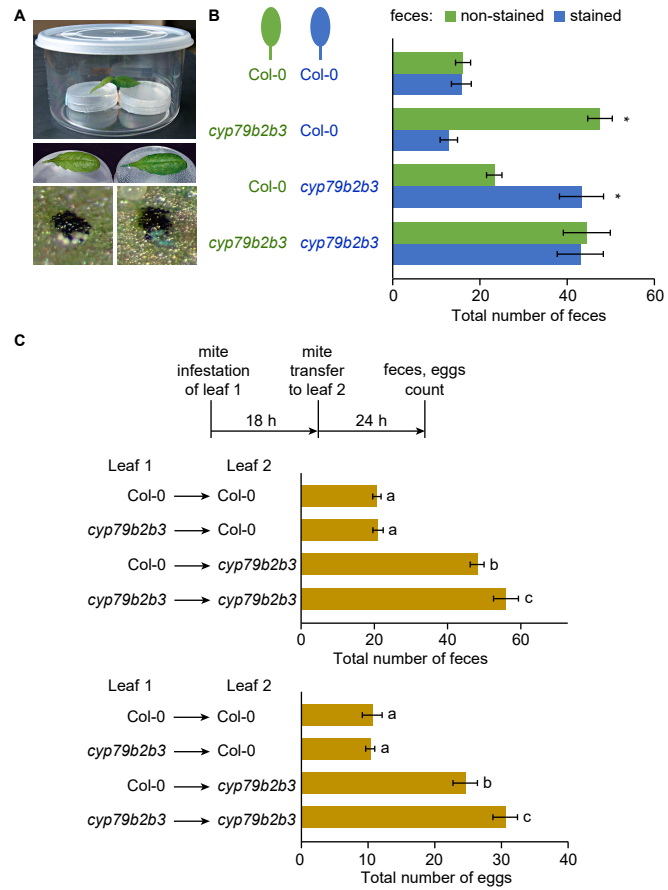 A
B
feces: non-stained stained
Col-0 Col-0
cyp79b2b3 Col-0
*
Col-0 cyp79b2b3
*
cyp79b2b3 cyp79b2b3
0 20 40 60
Total number of feces
C
mite
infestation
of leaf 1
mite
transfer
to leaf 2
feces, eggs
count
18 h
24 h
Leaf 1 Leaf 2
Col-0 Col-0 a
cyp79b2b3 Col-0 a
Col-0 cyp79b2b3 b
cyp79b2b3 cyp79b2b3 c
0 20 40 60
Total number of feces
Leaf 1 Leaf 2
Col-0 Col-0 a
cyp79b2b3 Col-0 a
Col-0 cyp79b2b3 b
cyp79b2b3 cyp79b2b3 c
0 10 20 30 40
Total number of eggs